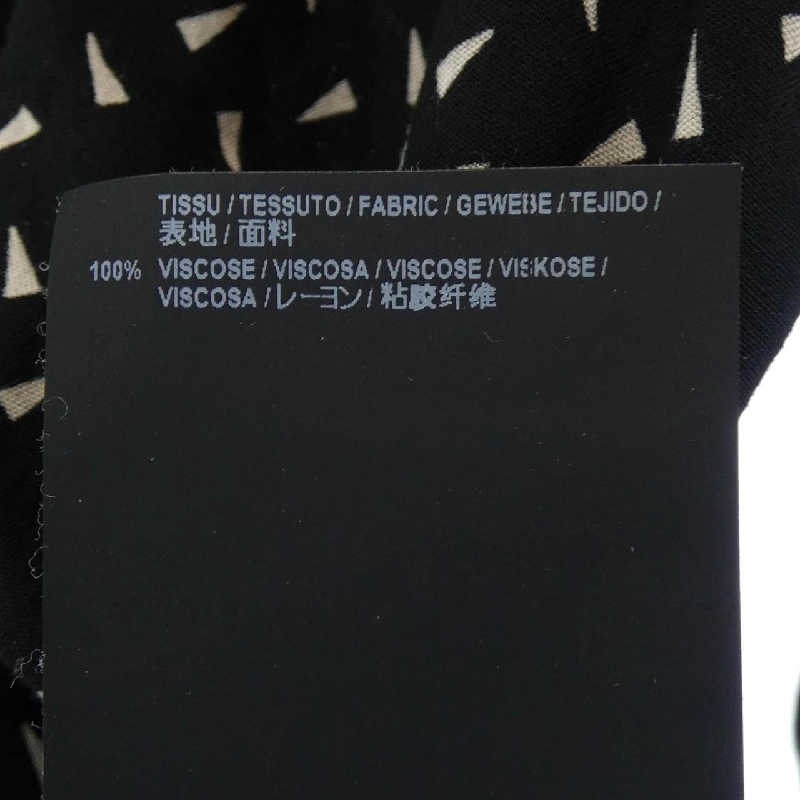 TISSU / TESSUTO / FABRIC / GEWEBE / TEJIDO /
表地 / 面料
100% VISCOSE / VISCOSA / VISCOSE / VISKOSE /
VISCOSA / レーヨン / 粘胶纤维